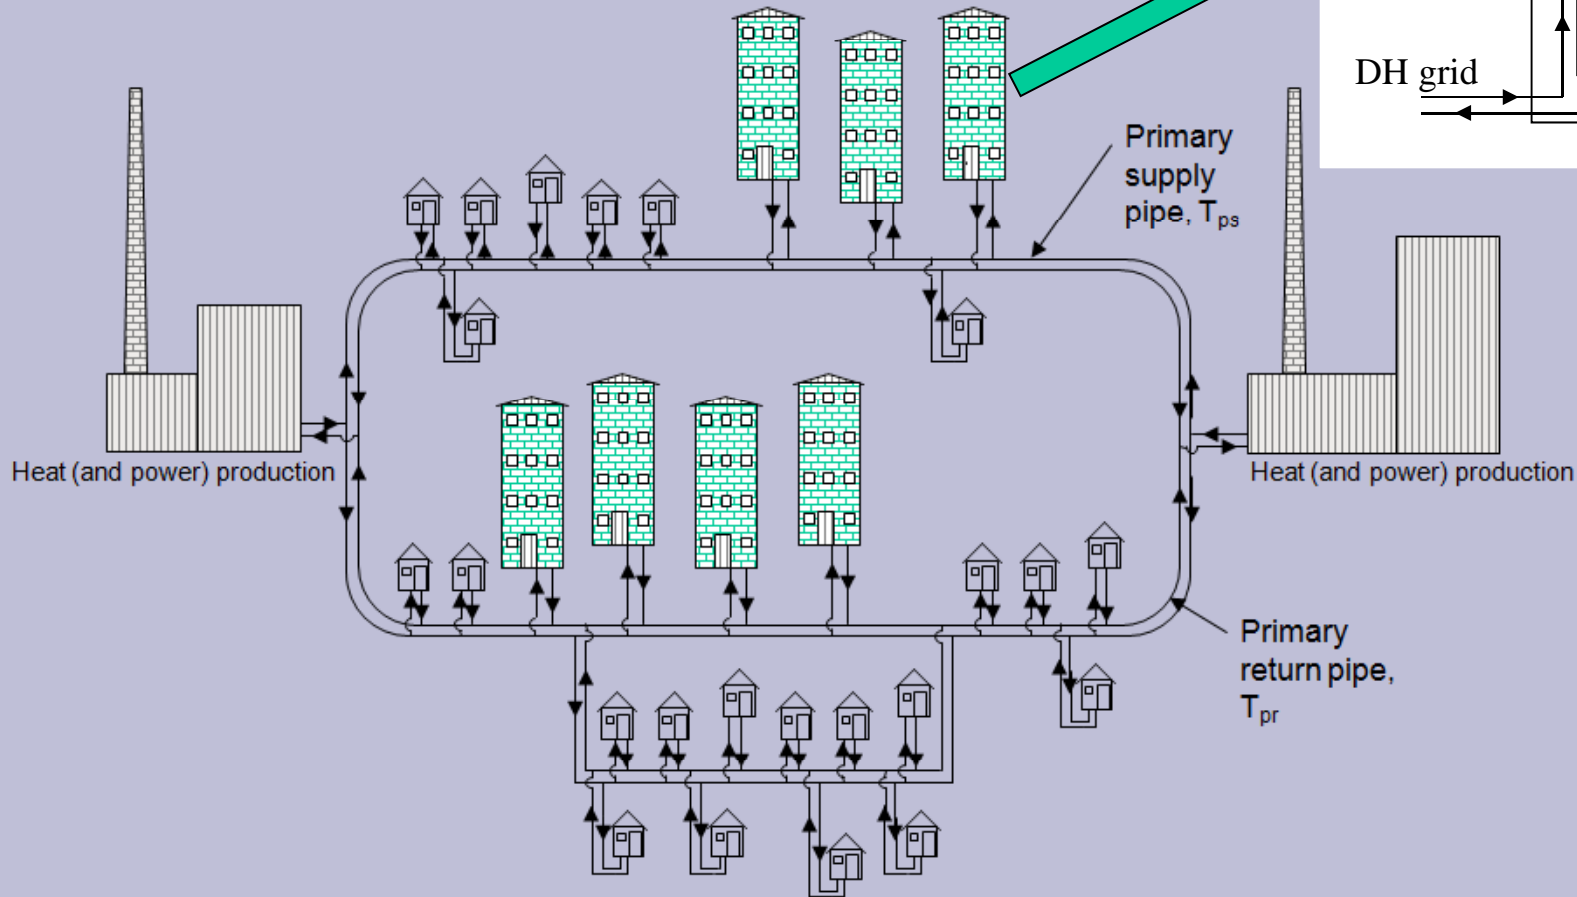 DH grid
Primary
supply
pipe, Tps
Heat (and power) production
Heat (and power) production
Primary
return pipe,
Tpr